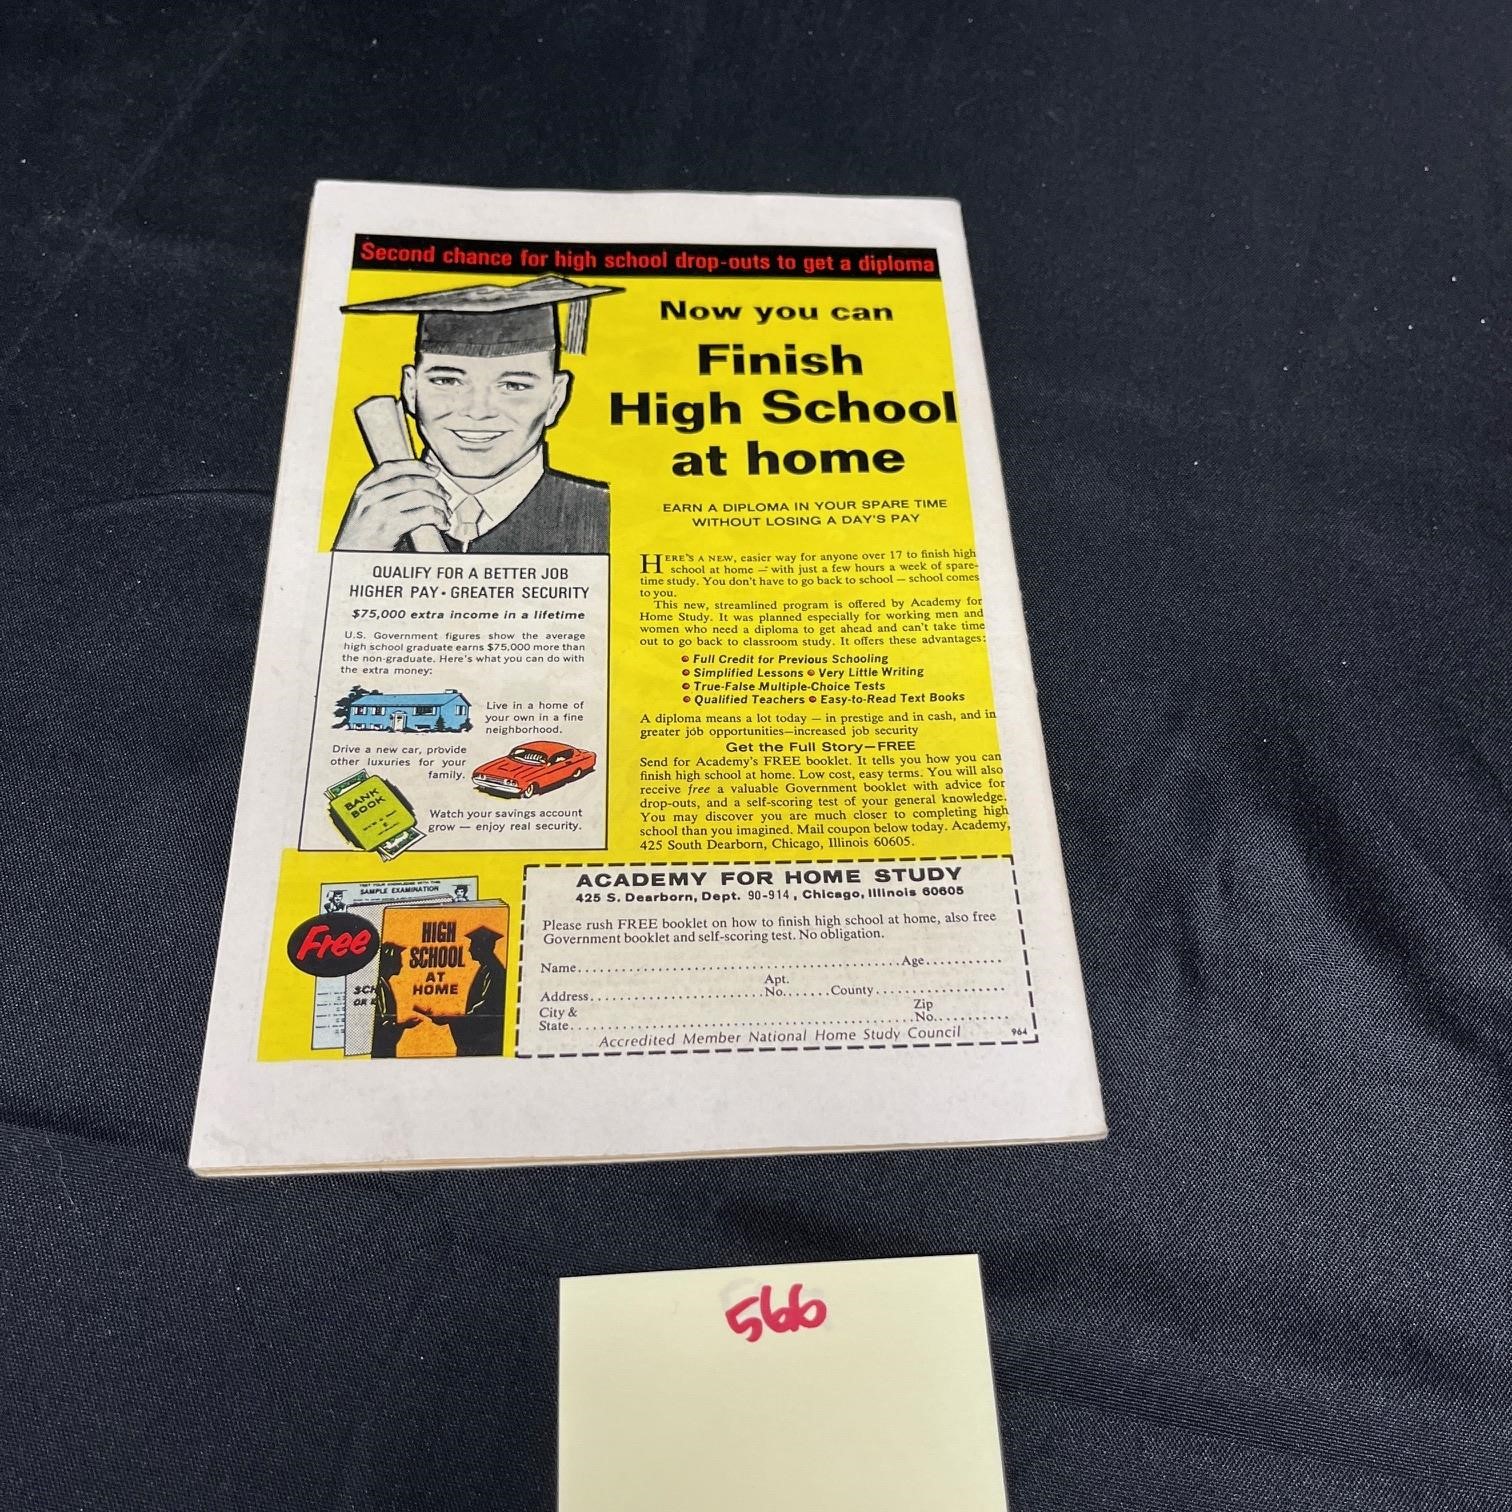 Second chance for high school drop-outs to get a diploma
Now you can
Finish
High School
at home
EARN A DIPLOMA IN YOUR SPARE TIME
WITHOUT LOSING A DAY'S PAY
HERE'S A NEW, easier way for anyone over 17 to finish high
school at home — with just a few hours a week of spare-
time study. You don't have to go back to school — school comes
to you.
This new, streamlined program is offered by Academy for
Home Study. It was planned especially for working men and
women who need a diploma to get ahead and can't take time
out to go back to classroom study. It offers these advantages:
Full Credit for Previous Schooling
Simplified Lessons Very Little Writing
True-False Multiple-Choice Tests
Qualified Teachers Easy-to-Read Text Books
A diploma means a lot today — in prestige and in cash, and in
greater job opportunities—increased job security
Get the Full Story—FREE
Send for Academy's FREE booklet. It tells you how you can
finish high school at home. Low cost, easy terms. You will also
receive free a valuable Government booklet with advice for
drop-outs, and a self-scoring test of your general knowledge.
You may discover you are much closer to completing high
school than you imagined. Mail coupon below today. Academy,
425 South Dearborn, Chicago, Illinois 60605.
QUALIFY FOR A BETTER JOB
HIGHER PAY • GREATER SECURITY
$75,000 extra income in a lifetime
U.S. Government figures show the average
high school graduate earns $75,000 more than
the non-graduate. Here's what you can do with
the extra money:
Live in a home of
your own in a fine
neighborhood.
Drive a new car, provide
other luxuries for your
family.
BANK
BOOK
Watch your savings account
grow — enjoy real security.
TEST YOUR KNOWLEDGE WITH THIS
SAMPLE EXAMINATION
Free
SCH
OR
HIGH
SCHOOL
AT
HOME
ACADEMY FOR HOME STUDY
425 S. Dearborn, Dept. 90-914, Chicago, Illinois 60605
Please rush FREE booklet on how to finish high school at home, also free
Government booklet and self-scoring test. No obligation.
Name..........Age..........
Apt.
Address..........No.......County..........
City & Zip
State..........No..........
Accredited Member National Home Study Council 964
566